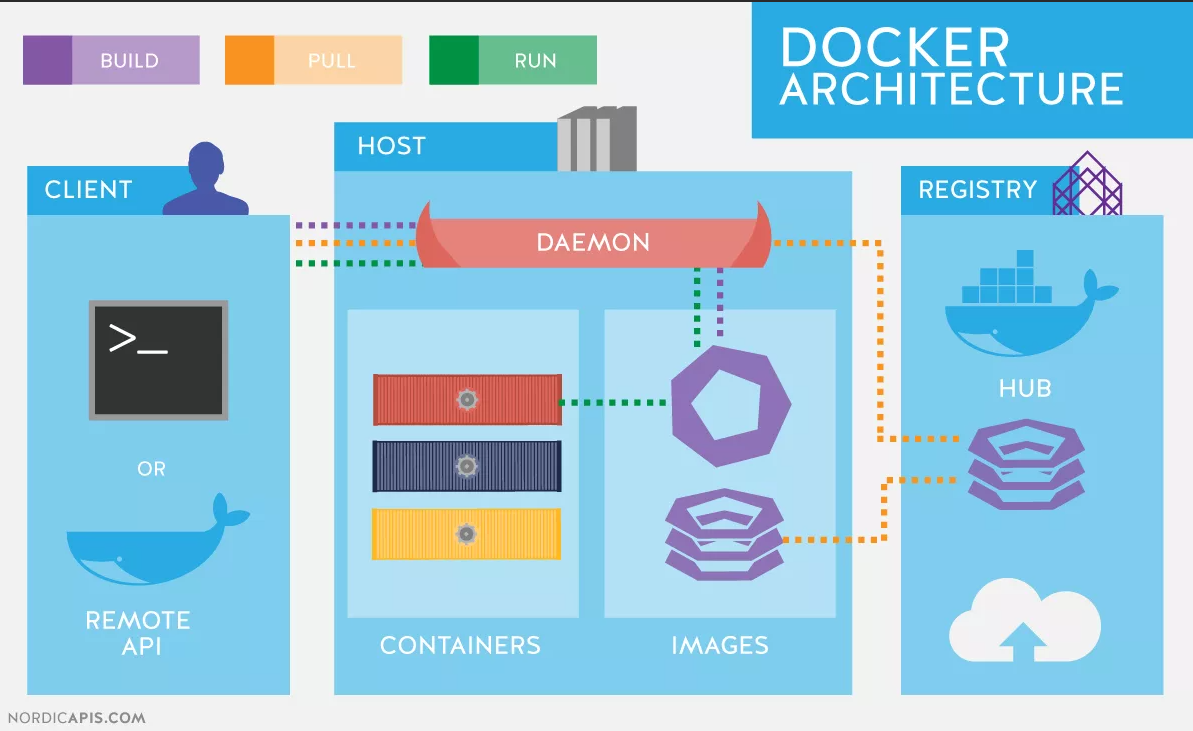 BUILD
PULL
RUN
DOCKER
ARCHITECTURE
HOST
CLIENT
REGISTRY
DAEMON
>_
HUB
OR
REMOTE
API
CONTAINERS
IMAGES
NORDICAPIS.COM